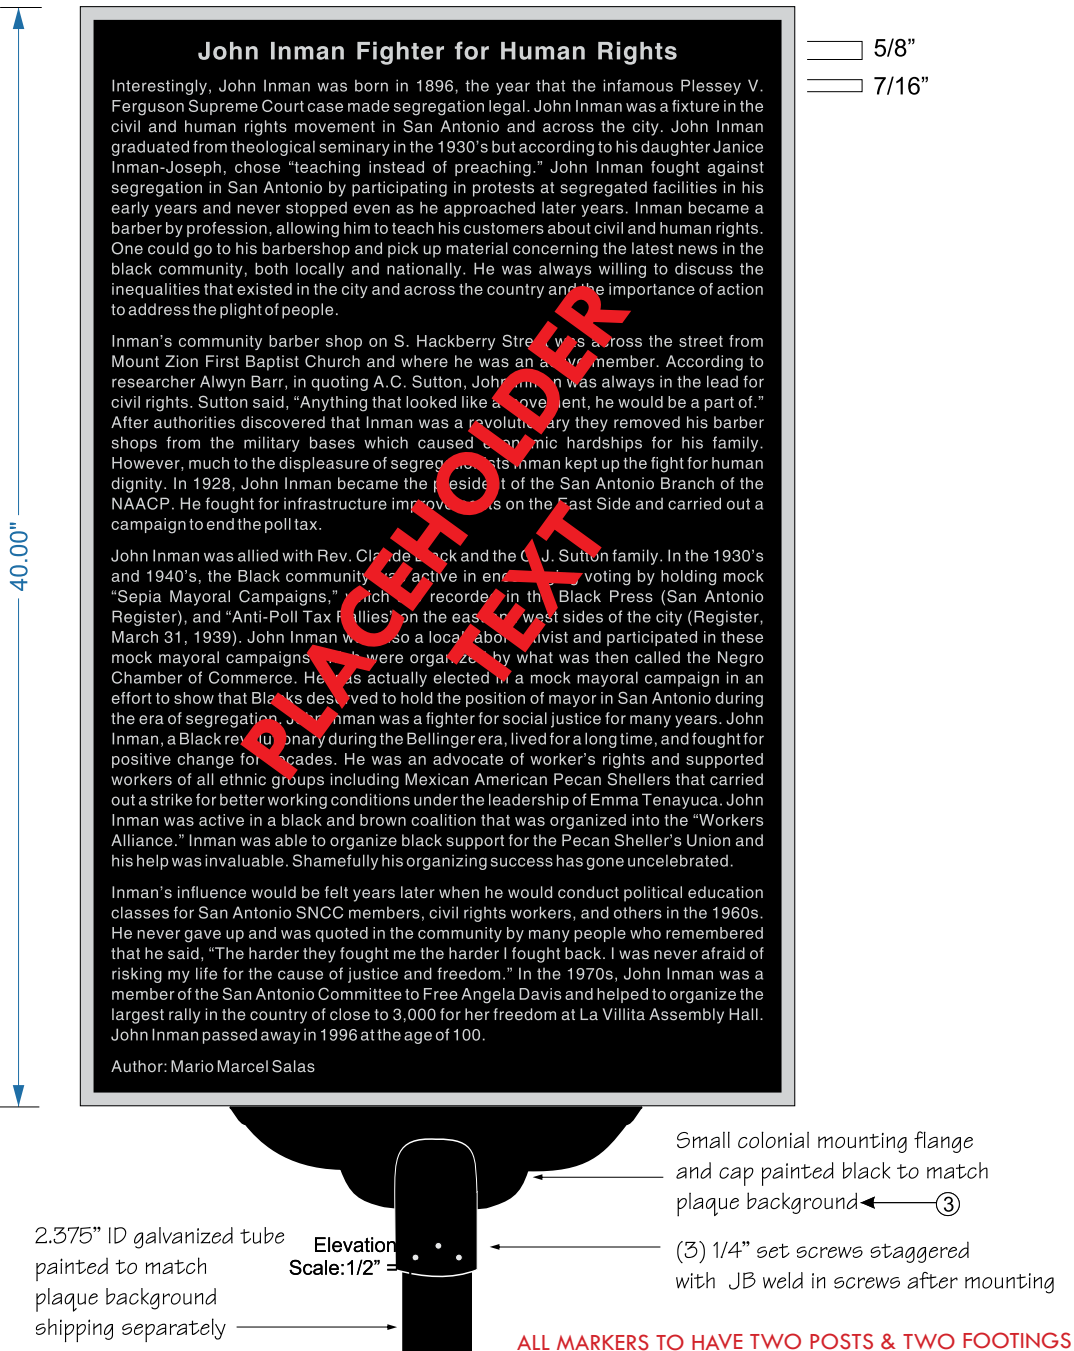 John Inman Fighter for Human Rights
Interestingly, John Inman was born in 1896, the year that the infamous Plessey V.
Ferguson Supreme Court case made segregation legal. John Inman was a fixture in the
civil and human rights movement in San Antonio and across the city. John Inman
graduated from theological seminary in the 1930's but according to his daughter Janice
Inman-Joseph, chose “teaching instead of preaching.” John Inman fought against
segregation in San Antonio by participating in protests at segregated facilities in his
early years and never stopped even as he approached later years. Inman became a
barber by profession, allowing him to teach his customers about civil and human rights.
One could go to his barbershop and pick up material concerning the latest news in the
black community, both locally and nationally. He was always willing to discuss the
inequalities that existed in the city and across the country and the importance of action
to address the plight of people.
Inman's community barber shop on S. Hackberry Street was across the street from
Mount Zion First Baptist Church and where he was an active member. According to
researcher Alwyn Barr, in quoting A.C. Sutton, John Inman was always in the lead for
civil rights. Sutton said, “Anything that looked like a movement, he would be a part of.”
After authorities discovered that Inman was a revolutionary they removed his barber
shops from the military bases which caused economic hardships for his family.
However, much to the displeasure of segregationists Inman kept up the fight for human
dignity. In 1928, John Inman became the president of the San Antonio Branch of the
NAACP. He fought for infrastructure improvements on the East Side and carried out a
campaign to end the poll tax.
John Inman was allied with Rev. Claude Black and the G. J. Sutton family. In the 1930's
and 1940's, the Black community was active in encouraging voting by holding mock
“Sepia Mayoral Campaigns,” which recorded in the Black Press (San Antonio
Register), and “Anti-Poll Tax Rallies” on the east and west sides of the city (Register,
March 31, 1939). John Inman was also a local labor activist and participated in these
mock mayoral campaigns which were organized by what was then called the Negro
Chamber of Commerce. He was actually elected in a mock mayoral campaign in an
effort to show that Blacks deserved to hold the position of mayor in San Antonio during
the era of segregation. John Inman was a fighter for social justice for many years. John
Inman, a Black revolutionary during the Bellinger era, lived for a long time, and fought for
positive change for decades. He was an advocate of worker's rights and supported
workers of all ethnic groups including Mexican American Pecan Shellers that carried
out a strike for better working conditions under the leadership of Emma Tenayuca. John
Inman was active in a black and brown coalition that was organized into the “Workers
Alliance.” Inman was able to organize black support for the Pecan Sheller's Union and
his help was invaluable. Shamefully his organizing success has gone uncelebrated.
Inman's influence would be felt years later when he would conduct political education
classes for San Antonio SNCC members, civil rights workers, and others in the 1960s.
He never gave up and was quoted in the community by many people who remembered
that he said, “The harder they fought me the harder I fought back. I was never afraid of
risking my life for the cause of justice and freedom.” In the 1970s, John Inman was a
member of the San Antonio Committee to Free Angela Davis and helped to organize the
largest rally in the country of close to 3,000 for her freedom at La Villita Assembly Hall.
John Inman passed away in 1996 at the age of 100.
Author: Mario Marcel Salas
PLACEHOLDER
TEXT
5/8”
7/16”
40.00"
Small colonial mounting flange
and cap painted black to match
plaque background
3
(3) 1/4” set screws staggered
with JB weld in screws after mounting
2.375” ID galvanized tube
painted to match
plaque background
shipping separately
Elevation
Scale:1/2” =
ALL MARKERS TO HAVE TWO POSTS & TWO FOOTINGS